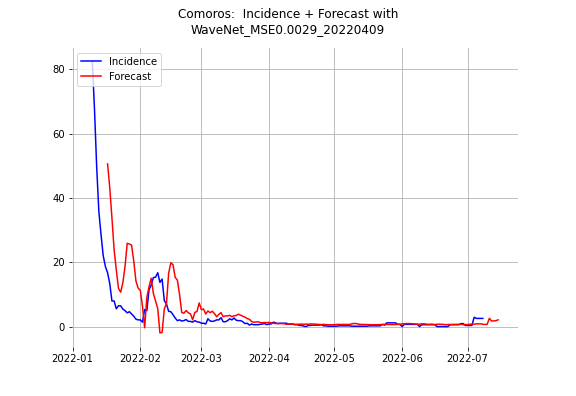 Comoros:  Incidence + Forecast with
WaveNet_MSE0.0029_20220409
Incidence
Forecast
80
60
40
20
0
2022-01 2022-02 2022-03 2022-04 2022-05 2022-06 2022-07